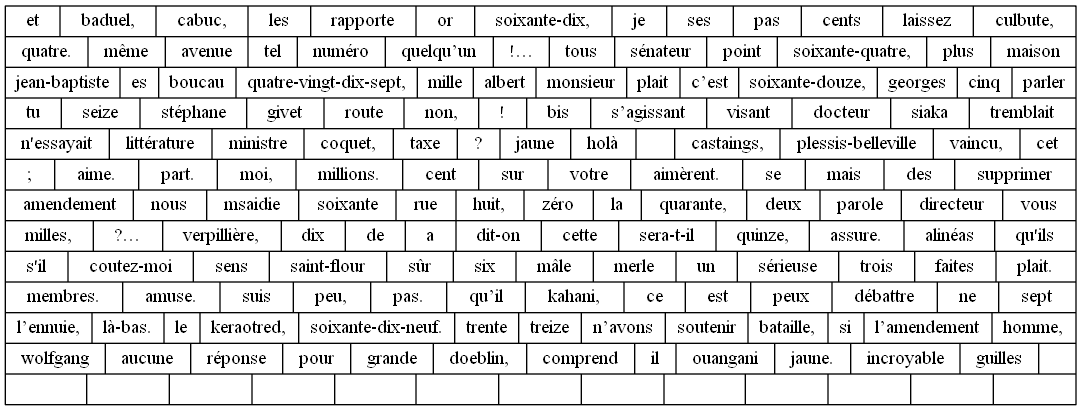 et baduel, cabuc, les rapporte or soixante-dix, je ses pas cents laissez culbute,
quatre. même avenue tel numéro quelqu’un !… tous sénateur point soixante-quatre, plus maison
jean-baptiste es boucau quatre-vingt-dix-sept, mille albert monsieur plait c’est soixante-douze, georges cinq parler
tu seize stéphane givet route non, ! bis s’agissant visant docteur siaka tremblait
n'essayait littérature ministre coquet, taxe ? jaune holà castaings, plessis-belleville vaincu, cet
; aime. part. moi, millions. cent sur votre aimèrent. se mais des supprimer
amendement nous msaidie soixante rue huit, zéro la quarante, deux parole directeur vous
milles, ?… verpillière, dix de a dit-on cette sera-t-il quinze, assure. alinéas qu'ils
s'il coutez-moi sens saint-flour sûr six mâle merle un sérieuse trois faites plait.
membres. amuse. suis peu, pas. qu’il kahani, ce est peux débattre ne sept
l’ennuie, là-bas. le keraotred, soixante-dix-neuf. trente treize n’avons soutenir bataille, si l’amendement homme,
wolfgang aucune réponse pour grande doeblin, comprend il ouangani jaune. incroyable guilles